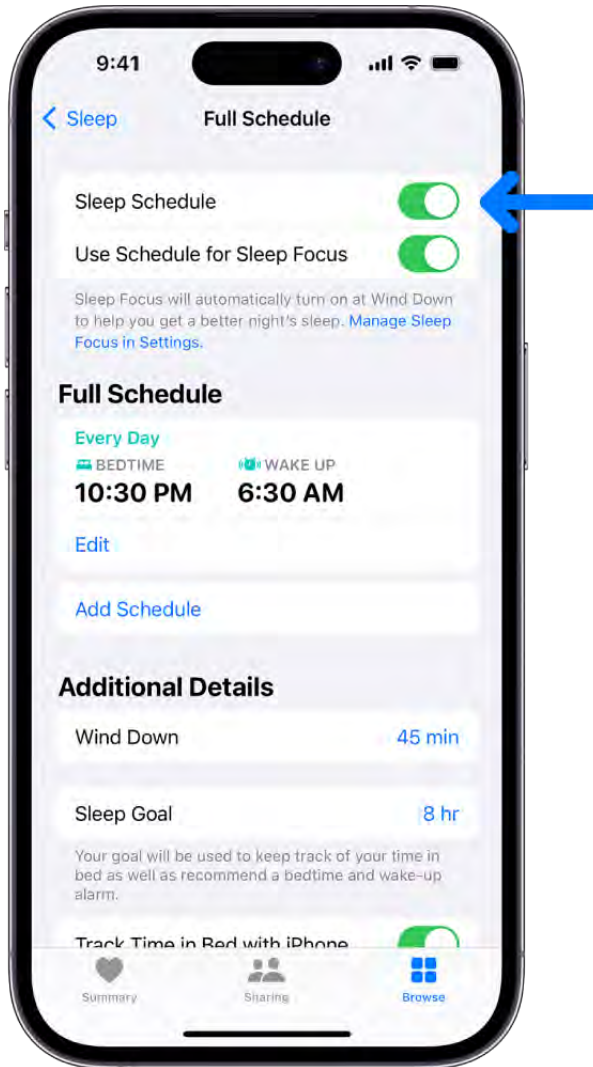 9:41
Sleep
Full Schedule
Sleep Schedule
Use Schedule for Sleep Focus
Sleep Focus will automatically turn on at Wind Down
to help you get a better night's sleep. Manage Sleep
Focus in Settings.
Full Schedule
Every Day
BEDTIME
WAKE UP
10:30 PM
6:30 AM
Edit
Add Schedule
Additional Details
Wind Down
45 min
Sleep Goal
8 hr
Your goal will be used to keep track of your time in
bed as well as recommend a bedtime and wake-up
alarm.
Track Time in Bed with iPhone
Summary
Sharing
Browse